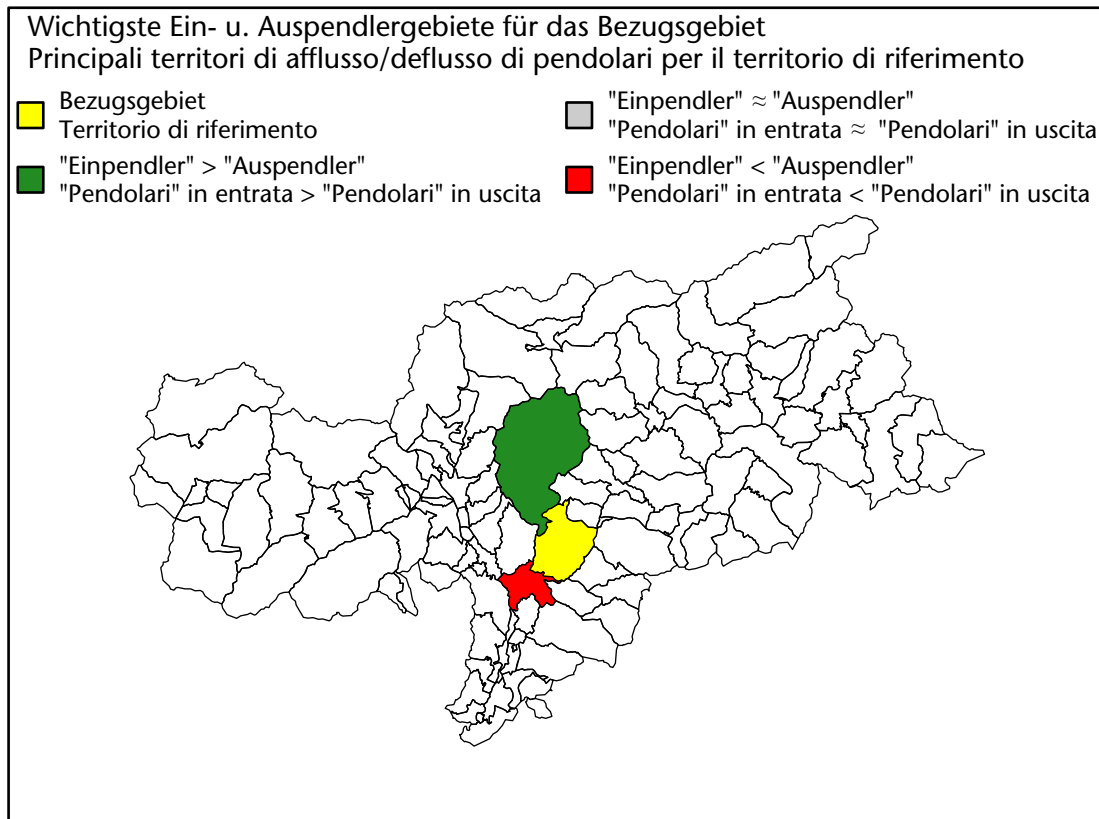 Wichtigste Ein- u. Auspendlergebiete für das Bezugsgebiet
Principali territori di afflusso/deflusso di pendolari per il territorio di riferimento
Bezugsgebiet
Territorio di riferimento
"Einpendler" > "Auspendler"
"Pendolari" in entrata > "Pendolari" in uscita
"Einpendler" ≈ "Auspendler"
"Pendolari" in entrata ≈ "Pendolari" in uscita
"Einpendler" < "Auspendler"
"Pendolari" in entrata < "Pendolari" in uscita